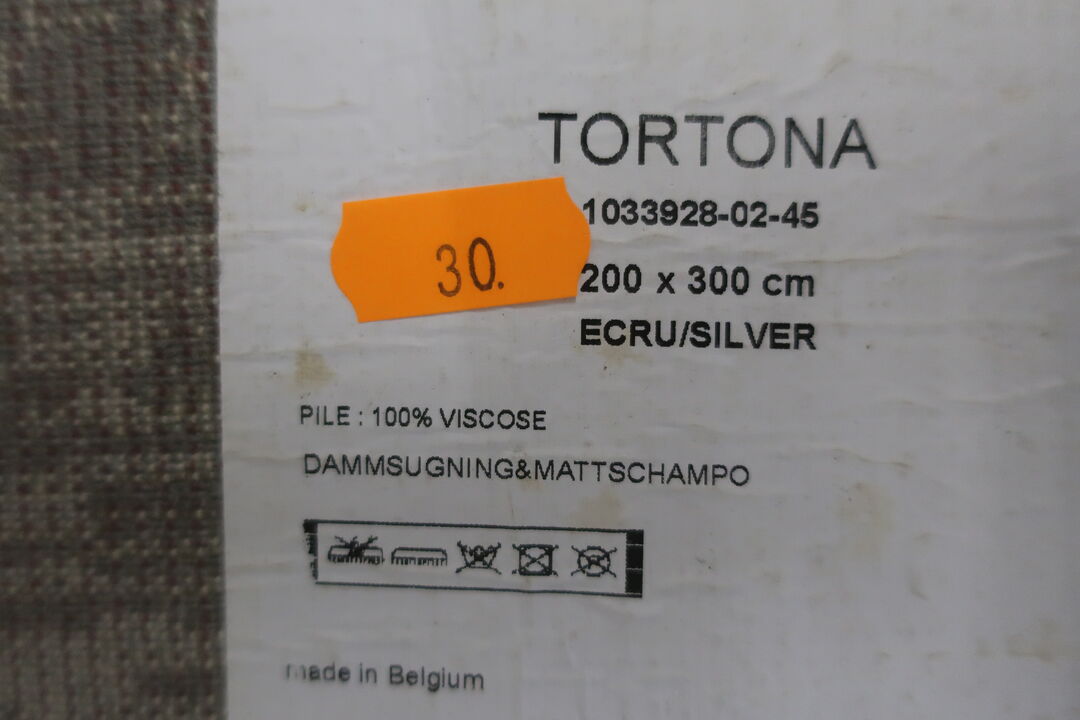 TORTONA
1033928-02-45
30.
200 x 300 cm
ECRU/SILVER
PILE : 100% VISCOSE
DAMMSUGNING&MATTSCHAMPO
made in Belgium